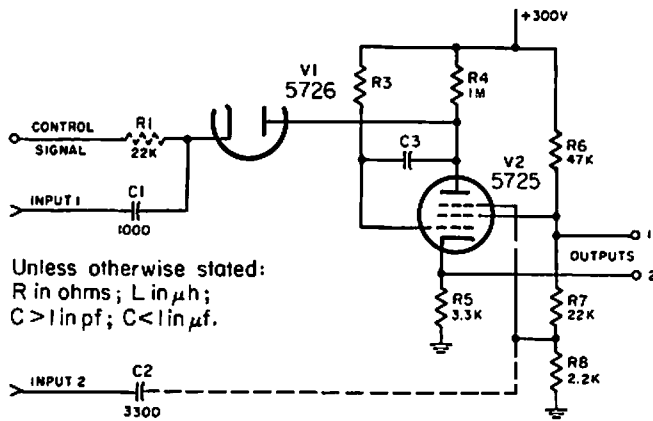 +300V
V1
5726
R3
R4
1M
CONTROL
SIGNAL
R1
22K
C3
V2
5725
R6
47K
INPUT 1
C1
1000
1
OUTPUTS
2
Unless otherwise stated:
R in ohms; L in μh;
C>1 in pf; C<1 in μf.
R5
3.3K
R7
22K
R8
2.2K
INPUT 2
C2
3300